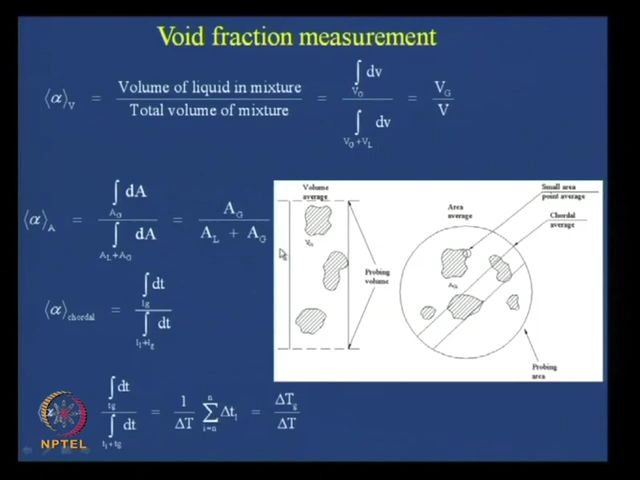 Void fraction measurement
⟨α⟩V = Volume of liquid in mixture / Total volume of mixture = ∫VG dv / ∫VG+VL dv = VG / V
⟨α⟩A = ∫AG dA / ∫AL+AG dA = AG / AL + AG
⟨α⟩chordal = ∫tg dt / ∫tl+tg dt
∫tg dt / ∫tl+tg dt = 1/ΔT n∑i=n Δti = ΔTg / ΔT
Volume average
VG
Probing volume
Area average
Small area point average
Chordal average
AG
Probing area
NPTEL